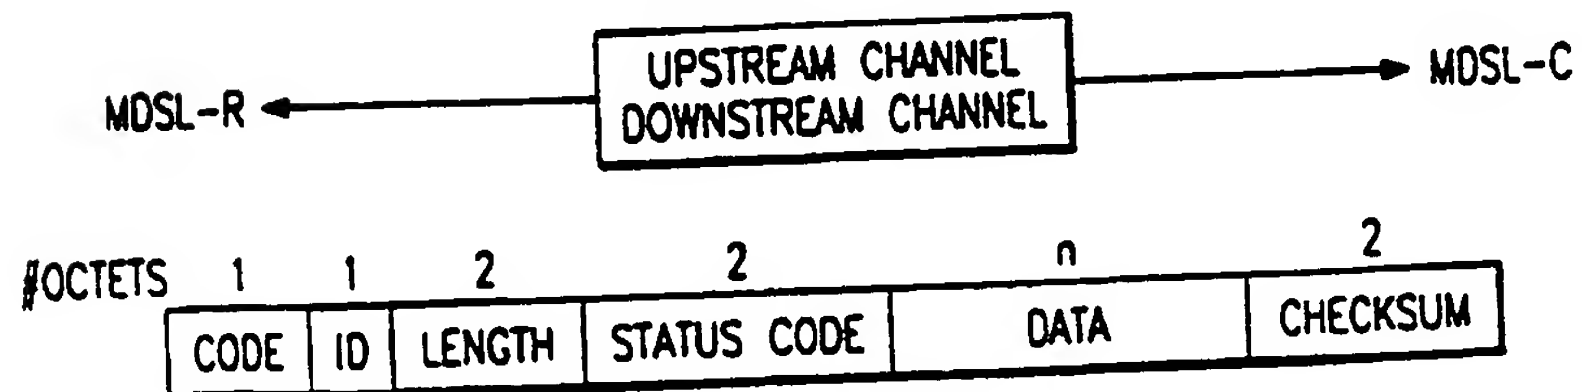 UPSTREAM CHANNEL
MDSL-R DOWNSTREAM CHANNEL MDSL-C
#OCTETS 1 1 2 2 n 2
CODE ID LENGTH STATUS CODE DATA CHECKSUM